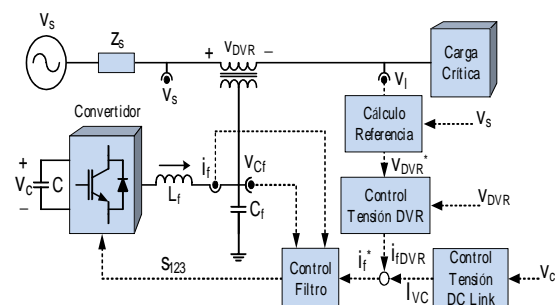 Vs
Zs
+ VDVR −
Vs
Vl
Carga
Crítica
Convertidor
Cálculo
Referencia
Vs
+
Vc
−
C
Lf
if
VCf
Cf
VDVR*
Control
Tensión DVR
VDVR
S123
Control
Filtro
if*
ifDVR
IVC
Control
Tensión
DC Link
Vc